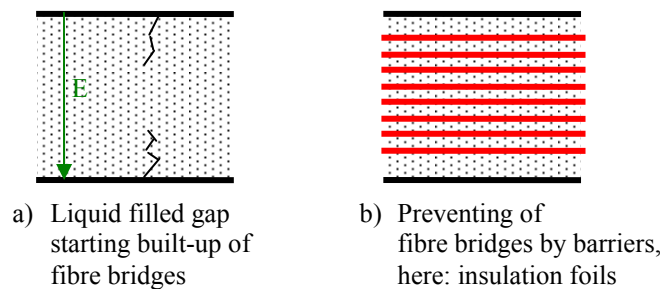 E
a) Liquid filled gap
starting built-up of
fibre bridges
b) Preventing of
fibre bridges by barriers,
here: insulation foils